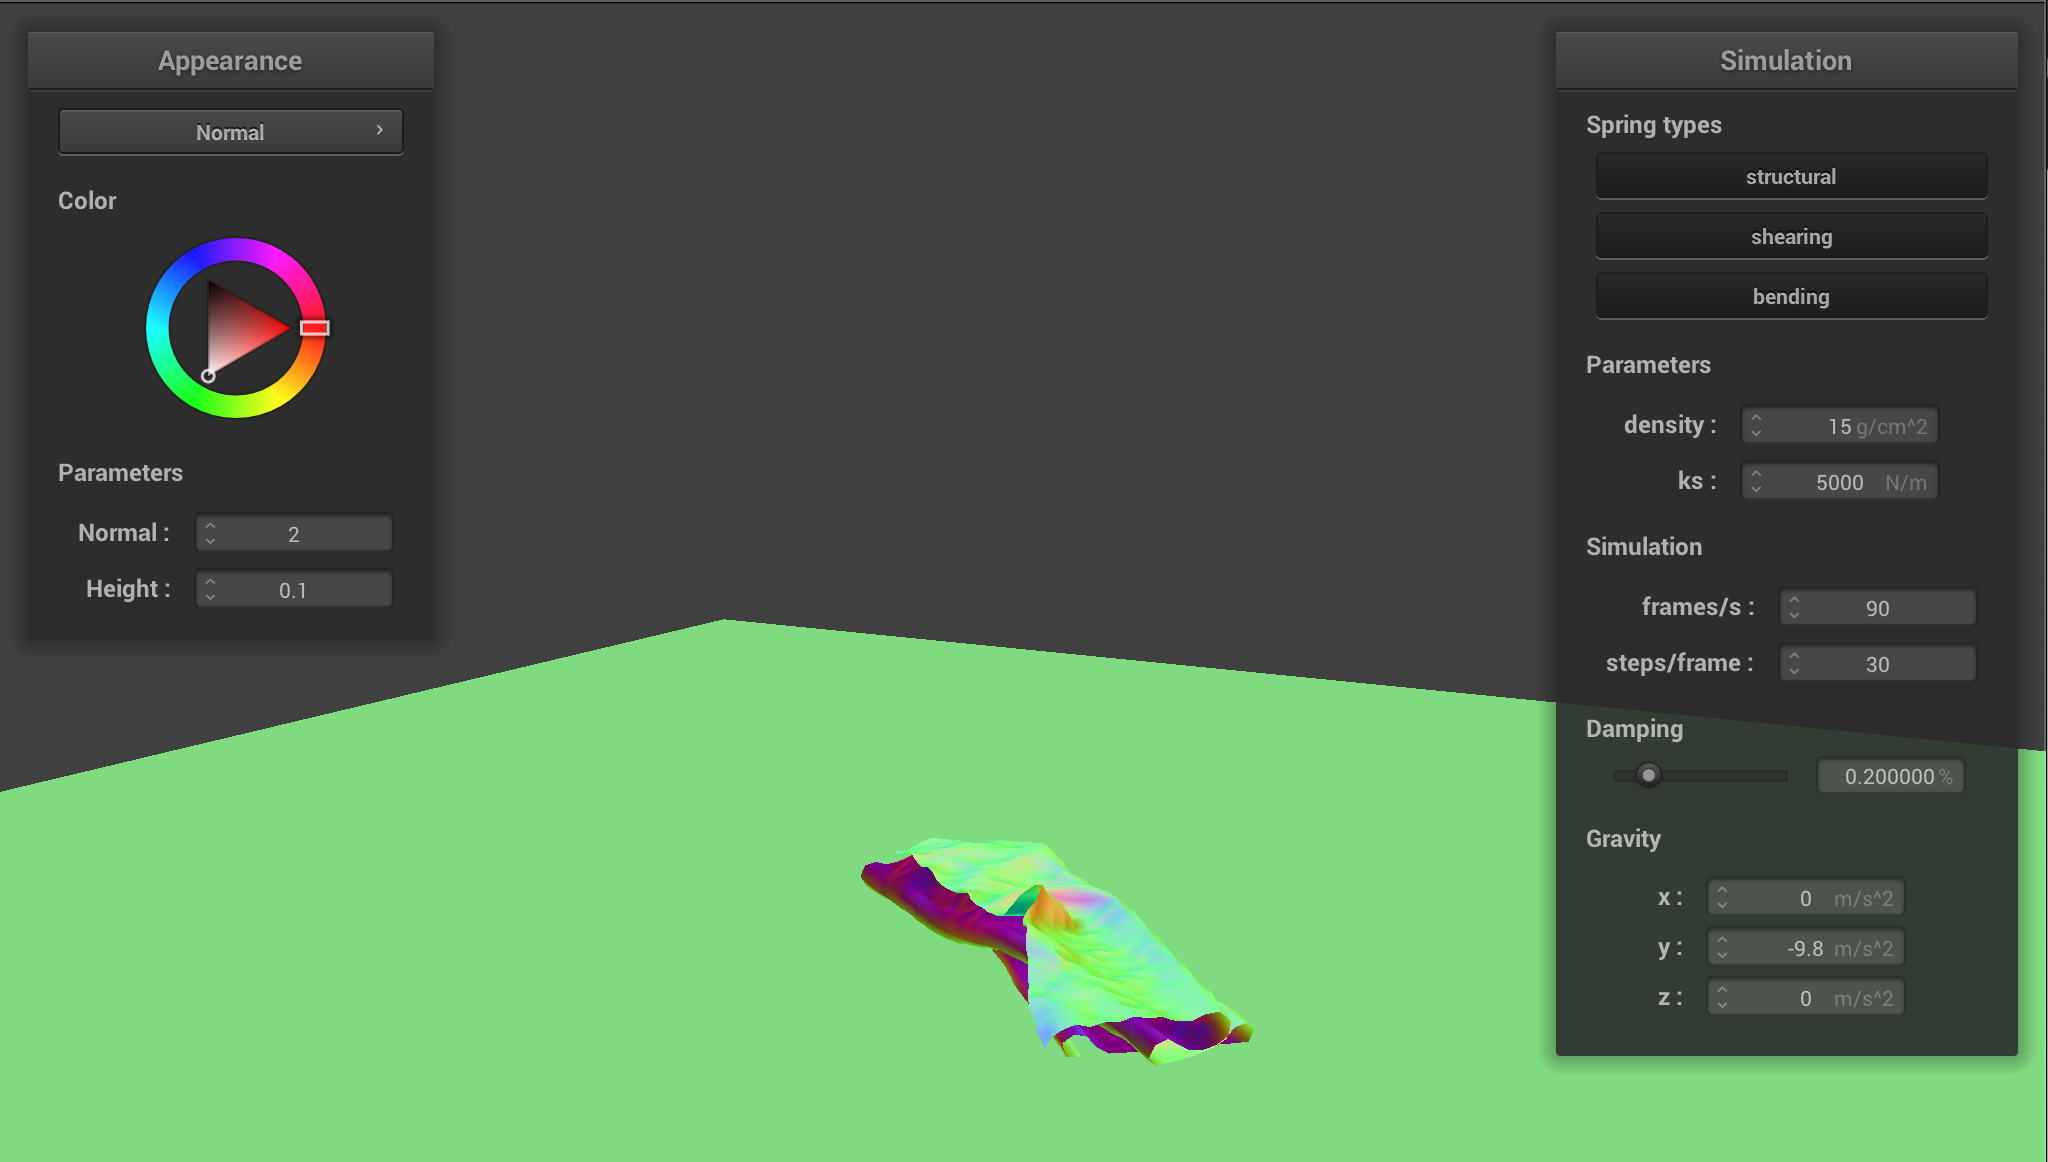 Appearance
Normal
Color
Parameters
Normal : 2
Height : 0.1
Simulation
Spring types
structural
shearing
bending
Parameters
density : 15 g/cm^2
ks : 5000 N/m
Simulation
frames/s : 90
steps/frame : 30
Damping
0.200000 %
Gravity
x : 0 m/s^2
y : -9.8 m/s^2
z : 0 m/s^2